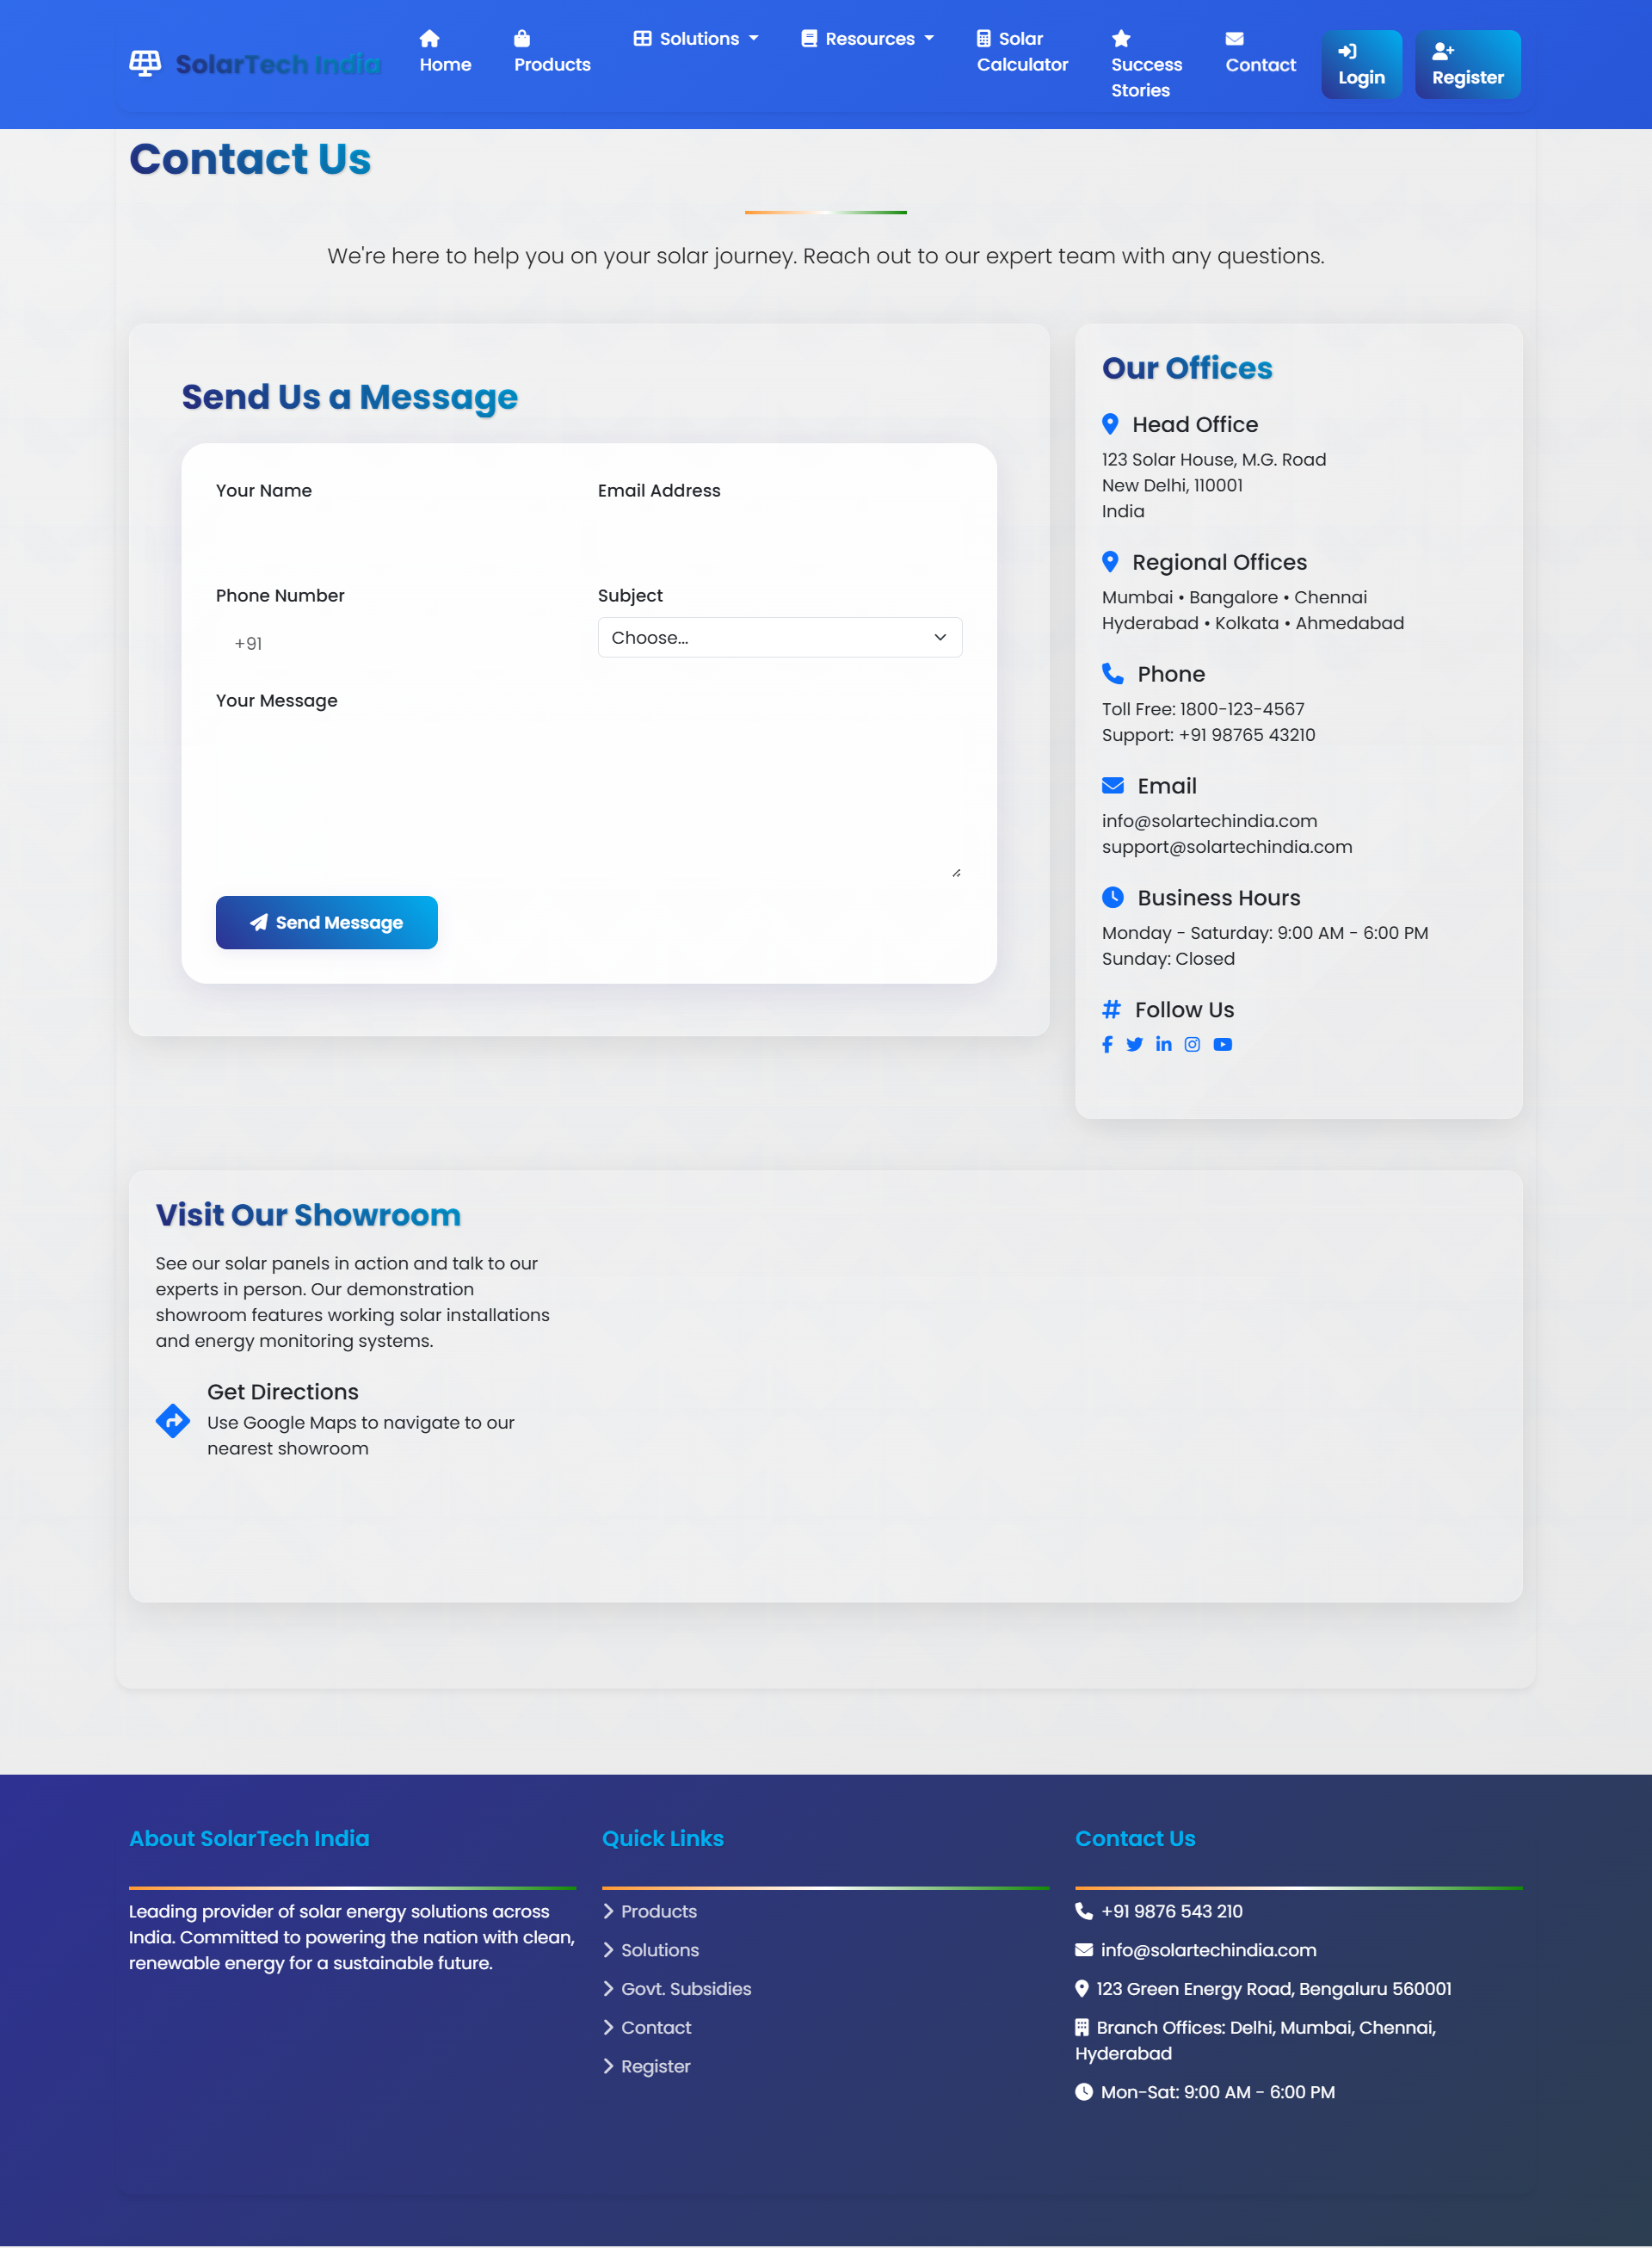 SolarTech India
Home
Products
Solutions
Resources
Solar
Calculator
Success
Stories
Contact
Login
Register
Contact Us
We're here to help you on your solar journey. Reach out to our expert team with any questions.
Send Us a Message
Your Name
Email Address
Phone Number
Subject
+91
Choose...
Your Message
Send Message
Our Offices
Head Office
123 Solar House, M.G. Road
New Delhi, 110001
India
Regional Offices
Mumbai • Bangalore • Chennai
Hyderabad • Kolkata • Ahmedabad
Phone
Toll Free: 1800-123-4567
Support: +91 98765 43210
Email
info@solartechindia.com
support@solartechindia.com
Business Hours
Monday - Saturday: 9:00 AM - 6:00 PM
Sunday: Closed
Follow Us
Visit Our Showroom
See our solar panels in action and talk to our
experts in person. Our demonstration
showroom features working solar installations
and energy monitoring systems.
Get Directions
Use Google Maps to navigate to our
nearest showroom
About SolarTech India
Leading provider of solar energy solutions across
India. Committed to powering the nation with clean,
renewable energy for a sustainable future.
Quick Links
Products
Solutions
Govt. Subsidies
Contact
Register
Contact Us
+91 9876 543 210
info@solartechindia.com
123 Green Energy Road, Bengaluru 560001
Branch Offices: Delhi, Mumbai, Chennai,
Hyderabad
Mon-Sat: 9:00 AM - 6:00 PM